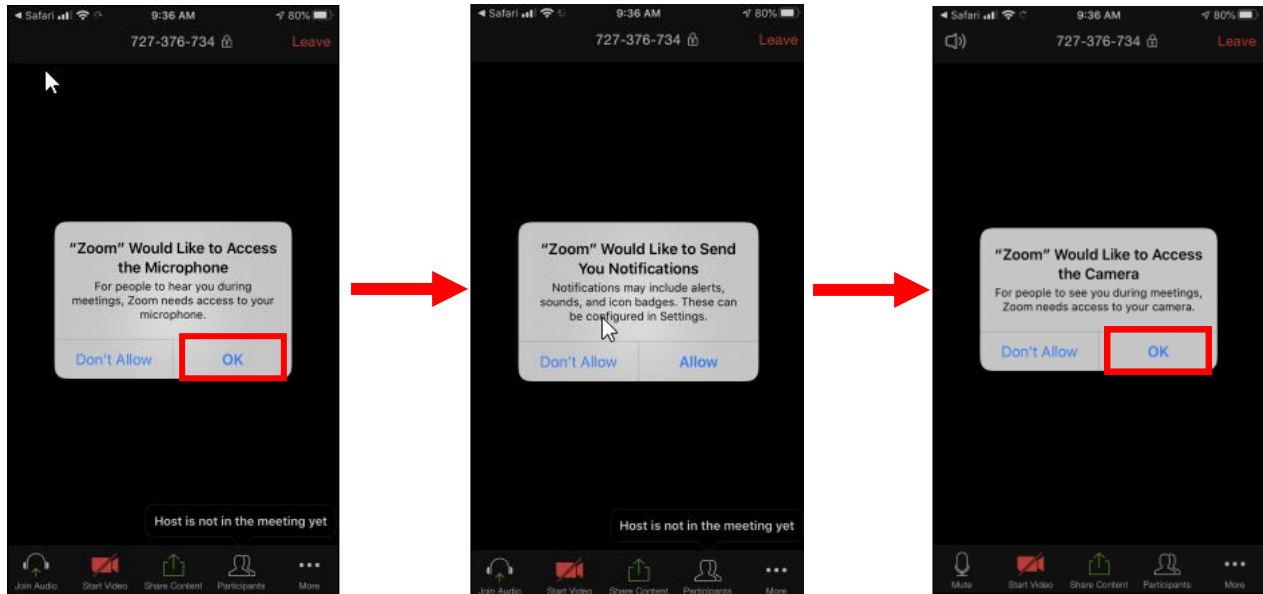 Safari 9:36 AM 80%
727-376-734 Leave
"Zoom" Would Like to Access
the Microphone
For people to hear you during
meetings, Zoom needs access to your
microphone.
Don't Allow OK
Host is not in the meeting yet
Join Audio Start Video Share Content Participants More
Safari 9:36 AM 80%
727-376-734 Leave
"Zoom" Would Like to Send
You Notifications
Notifications may include alerts,
sounds, and icon badges. These can
be configured in Settings.
Don't Allow Allow
Host is not in the meeting yet
Join Audio Start Video Share Content Participants More
Safari 9:36 AM 80%
727-376-734 Leave
"Zoom" Would Like to Access
the Camera
For people to see you during meetings,
Zoom needs access to your camera.
Don't Allow OK
Mute Start Video Share Content Participants More